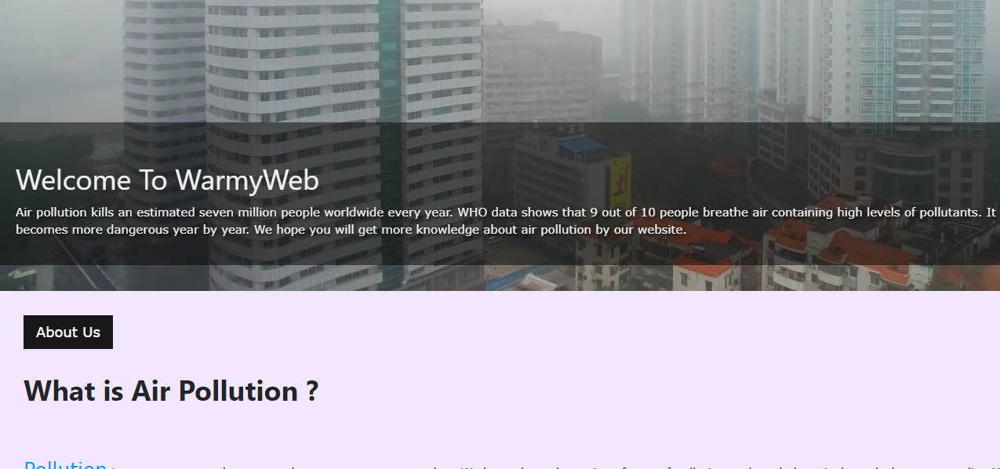 Welcome To WarmyWeb
Air pollution kills an estimated seven million people worldwide every year. WHO data shows that 9 out of 10 people breathe air containing high levels of pollutants. It
becomes more dangerous year by year. We hope you will get more knowledge about air pollution by our website.
About Us
What is Air Pollution ?
Pollution